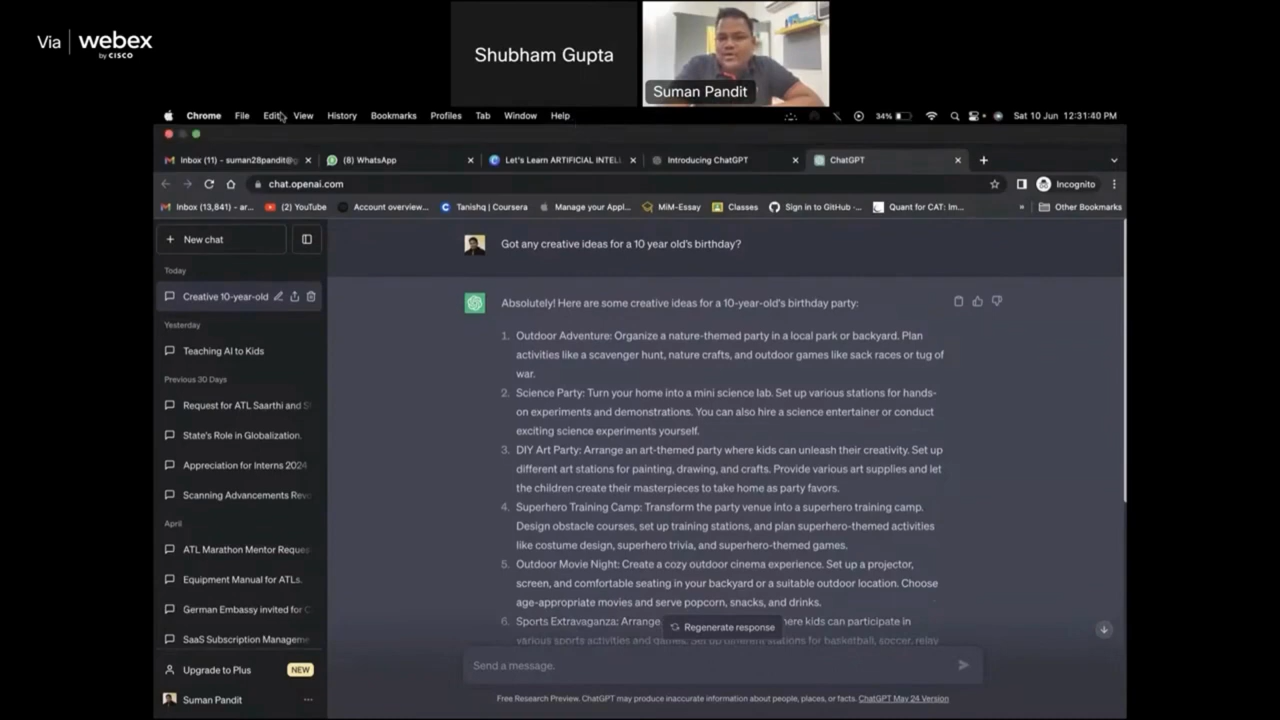 Via webex
by CISCO
Shubham Gupta
Suman Pandit
Chrome File Edit View History Bookmarks Profiles Tab Window Help 34% Sat 10 Jun 12:31:40 PM
Inbox (11) - suman28pandit@g (8) WhatsApp Let's Learn ARTIFICIAL INTEL Introducing ChatGPT ChatGPT
chat.openai.com Incognito
Inbox (13,841) - ar... (2) YouTube Account overview... Tanishq | Coursera Manage your Appl... MiM-Essay Classes Sign in to GitHub ·... Quant for CAT: Im... » Other Bookmarks
New chat
Today
Creative 10-year-old
Yesterday
Teaching AI to Kids
Previous 30 Days
Request for ATL Saarthi and S
State's Role in Globalization.
Appreciation for Interns 2024
Scanning Advancements Revo
April
ATL Marathon Mentor Reques
Equipment Manual for ATLs.
German Embassy invited for C
SaaS Subscription Manageme
Upgrade to Plus NEW
Suman Pandit
Got any creative ideas for a 10 year old's birthday?
Absolutely! Here are some creative ideas for a 10-year-old's birthday party:
1. Outdoor Adventure: Organize a nature-themed party in a local park or backyard. Plan
activities like a scavenger hunt, nature crafts, and outdoor games like sack races or tug of
war.
2. Science Party: Turn your home into a mini science lab. Set up various stations for hands-
on experiments and demonstrations. You can also hire a science entertainer or conduct
exciting science experiments yourself.
3. DIY Art Party: Arrange an art-themed party where kids can unleash their creativity. Set up
different art stations for painting, drawing, and crafts. Provide various art supplies and let
the children create their masterpieces to take home as party favors.
4. Superhero Training Camp: Transform the party venue into a superhero training camp.
Design obstacle courses, set up training stations, and plan superhero-themed activities
like costume design, superhero trivia, and superhero-themed games.
5. Outdoor Movie Night: Create a cozy outdoor cinema experience. Set up a projector,
screen, and comfortable seating in your backyard or a suitable outdoor location. Choose
age-appropriate movies and serve popcorn, snacks, and drinks.
6. Sports Extravaganza: Arrange here kids can participate in
various sports activities and games. Set up different stations for basketball, soccer, relay
Regenerate response
Send a message.
Free Research Preview. ChatGPT may produce inaccurate information about people, places, or facts. ChatGPT May 24 Version